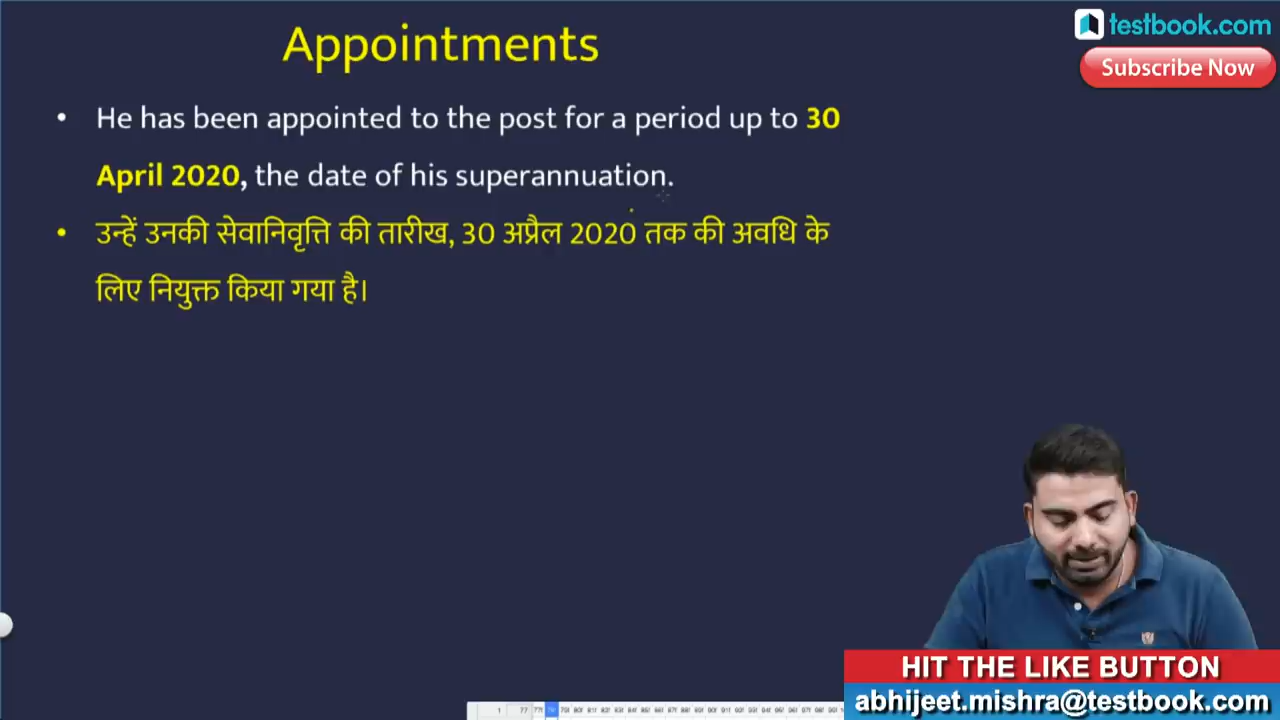 Appointments
testbook.com
Subscribe Now
• He has been appointed to the post for a period up to 30
April 2020, the date of his superannuation.
• उन्हें उनकी सेवानिवृत्ति की तारीख, 30 अप्रैल 2020 तक की अवधि के
लिए नियुक्त किया गया है।
HIT THE LIKE BUTTON
abhijeet.mishra@testbook.com